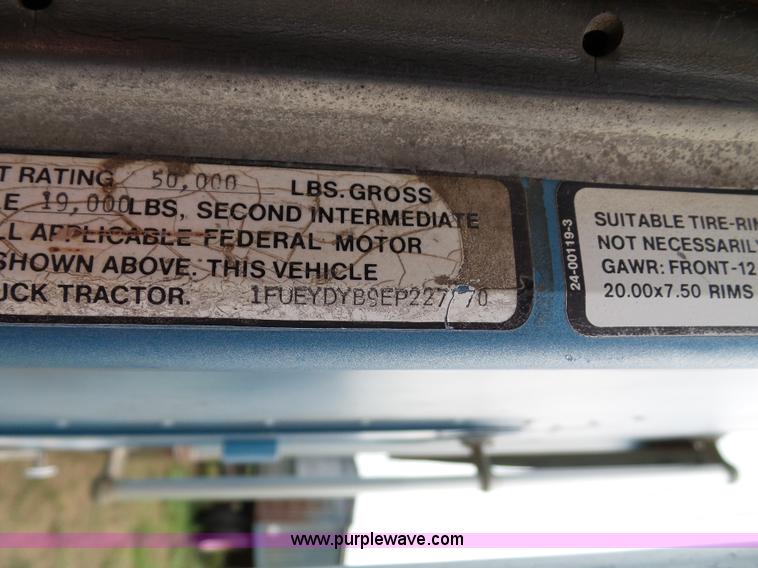 T RATING 50,000 LBS. GROSS
E 19,000 LBS, SECOND INTERMEDIATE
L APPLICABLE FEDERAL MOTOR
SHOWN ABOVE. THIS VEHICLE
UCK TRACTOR.
24-00119-3
SUITABLE TIRE-RIM
NOT NECESSARILY
GAWR: FRONT-12
20.00x7.50 RIMS
www.purplewave.com